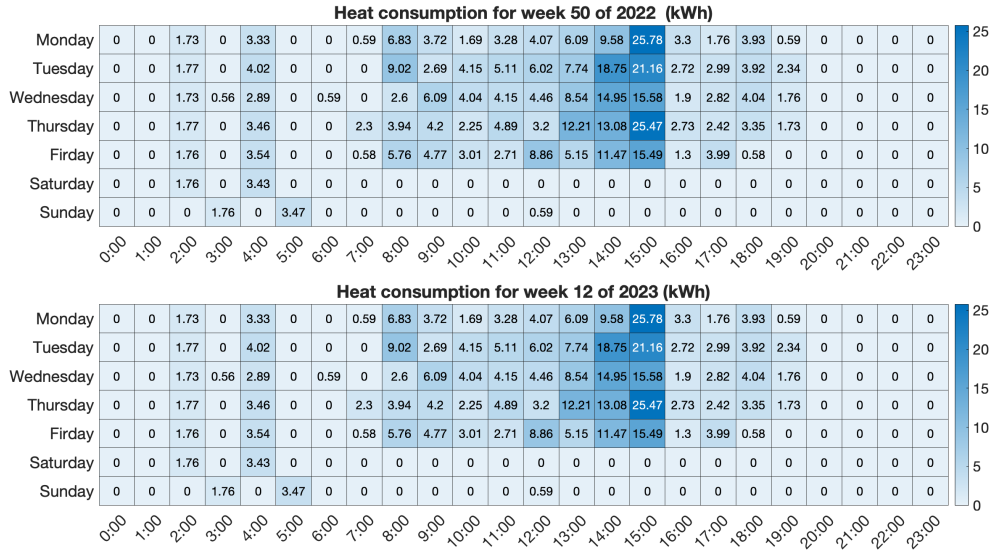 Heat consumption for week 50 of 2022 (kWh)
Monday 0 0 1.73 0 3.33 0 0 0.59 6.83 3.72 1.69 3.28 4.07 6.09 9.58 25.78 3.3 1.76 3.93 0.59 0 0 0 0
Tuesday 0 0 1.77 0 4.02 0 0 0 9.02 2.69 4.15 5.11 6.02 7.74 18.75 21.16 2.72 2.99 3.92 2.34 0 0 0 0
Wednesday 0 0 1.73 0.56 2.89 0 0.59 0 2.6 6.09 4.04 4.15 4.46 8.54 14.95 15.58 1.9 2.82 4.04 1.76 0 0 0 0
Thursday 0 0 1.77 0 3.46 0 0 2.3 3.94 4.2 2.25 4.89 3.2 12.21 13.08 25.47 2.73 2.42 3.35 1.73 0 0 0 0
Firday 0 0 1.76 0 3.54 0 0 0.58 5.76 4.77 3.01 2.71 8.86 5.15 11.47 15.49 1.3 3.99 0.58 0 0 0 0 0
Saturday 0 0 1.76 0 3.43 0 0 0 0 0 0 0 0 0 0 0 0 0 0 0 0 0 0 0
Sunday 0 0 0 1.76 0 3.47 0 0 0 0 0 0 0.59 0 0 0 0 0 0 0 0 0 0 0
0:00 1:00 2:00 3:00 4:00 5:00 6:00 7:00 8:00 9:00 10:00 11:00 12:00 13:00 14:00 15:00 16:00 17:00 18:00 19:00 20:00 21:00 22:00 23:00
25
20
15
10
5
0
Heat consumption for week 12 of 2023 (kWh)
Monday 0 0 1.73 0 3.33 0 0 0.59 6.83 3.72 1.69 3.28 4.07 6.09 9.58 25.78 3.3 1.76 3.93 0.59 0 0 0 0
Tuesday 0 0 1.77 0 4.02 0 0 0 9.02 2.69 4.15 5.11 6.02 7.74 18.75 21.16 2.72 2.99 3.92 2.34 0 0 0 0
Wednesday 0 0 1.73 0.56 2.89 0 0.59 0 2.6 6.09 4.04 4.15 4.46 8.54 14.95 15.58 1.9 2.82 4.04 1.76 0 0 0 0
Thursday 0 0 1.77 0 3.46 0 0 2.3 3.94 4.2 2.25 4.89 3.2 12.21 13.08 25.47 2.73 2.42 3.35 1.73 0 0 0 0
Firday 0 0 1.76 0 3.54 0 0 0.58 5.76 4.77 3.01 2.71 8.86 5.15 11.47 15.49 1.3 3.99 0.58 0 0 0 0 0
Saturday 0 0 1.76 0 3.43 0 0 0 0 0 0 0 0 0 0 0 0 0 0 0 0 0 0 0
Sunday 0 0 0 1.76 0 3.47 0 0 0 0 0 0 0.59 0 0 0 0 0 0 0 0 0 0 0
0:00 1:00 2:00 3:00 4:00 5:00 6:00 7:00 8:00 9:00 10:00 11:00 12:00 13:00 14:00 15:00 16:00 17:00 18:00 19:00 20:00 21:00 22:00 23:00
25
20
15
10
5
0